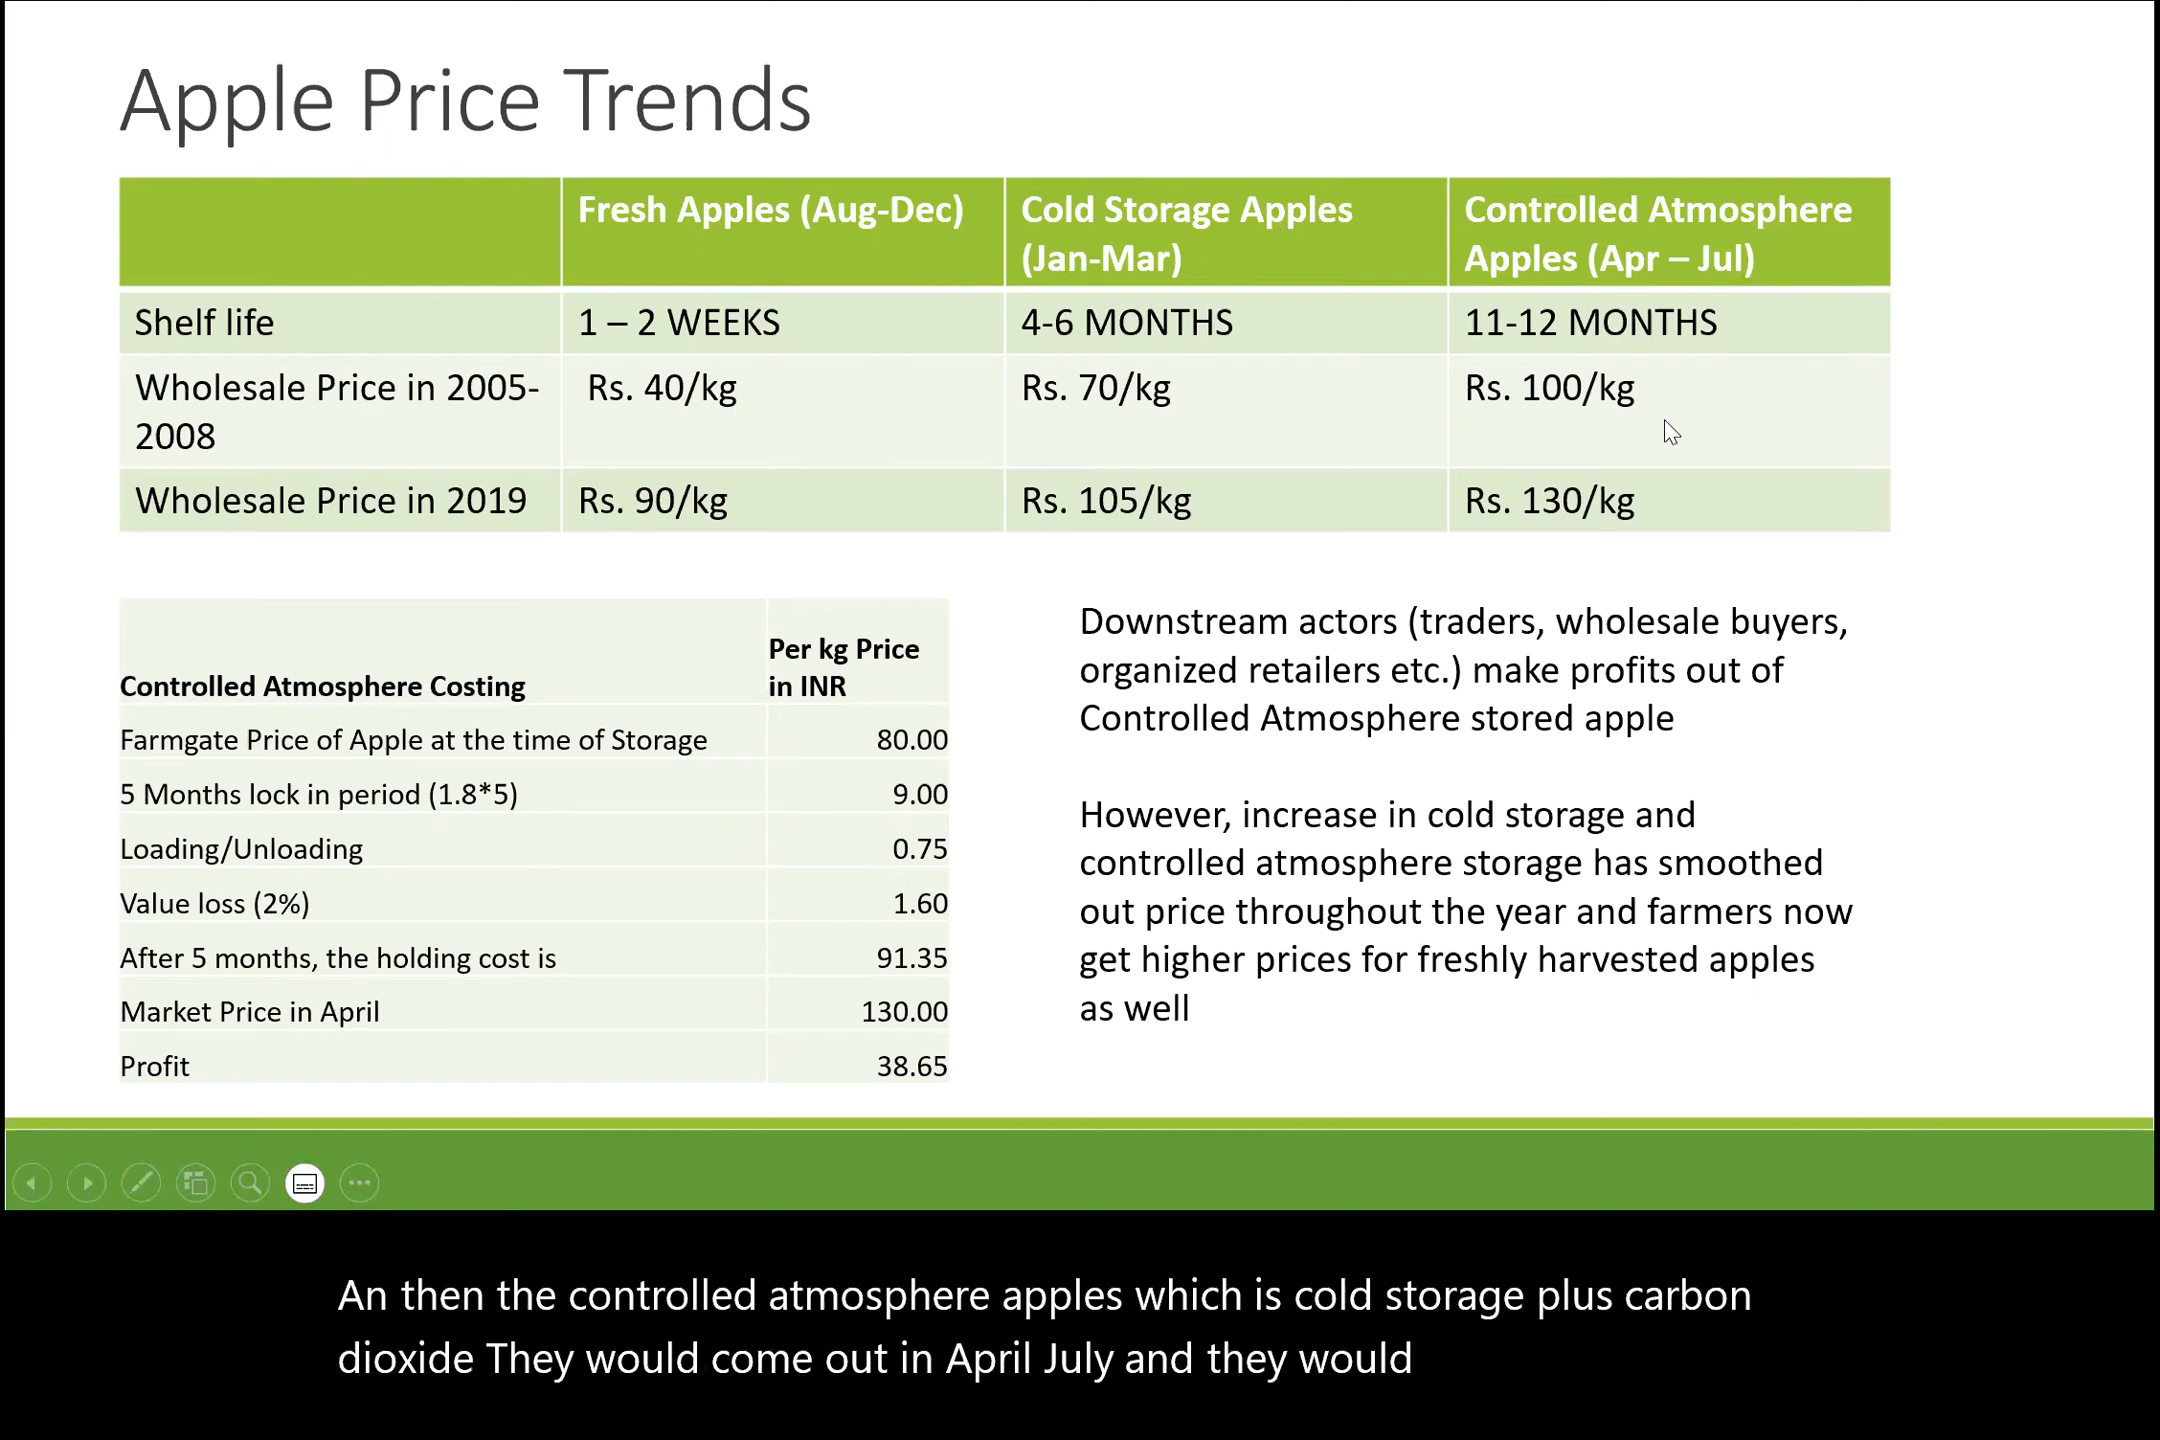 Apple Price Trends
Fresh Apples (Aug-Dec)
Cold Storage Apples
(Jan-Mar)
Controlled Atmosphere
Apples (Apr – Jul)
Shelf life
1 – 2 WEEKS
4-6 MONTHS
11-12 MONTHS
Wholesale Price in 2005-
2008
Rs. 40/kg
Rs. 70/kg
Rs. 100/kg
Wholesale Price in 2019
Rs. 90/kg
Rs. 105/kg
Rs. 130/kg
Controlled Atmosphere Costing
Per kg Price
in INR
Farmgate Price of Apple at the time of Storage
80.00
5 Months lock in period (1.8*5)
9.00
Loading/Unloading
0.75
Value loss (2%)
1.60
After 5 months, the holding cost is
91.35
Market Price in April
130.00
Profit
38.65
Downstream actors (traders, wholesale buyers,
organized retailers etc.) make profits out of
Controlled Atmosphere stored apple
However, increase in cold storage and
controlled atmosphere storage has smoothed
out price throughout the year and farmers now
get higher prices for freshly harvested apples
as well
An then the controlled atmosphere apples which is cold storage plus carbon
dioxide They would come out in April July and they would